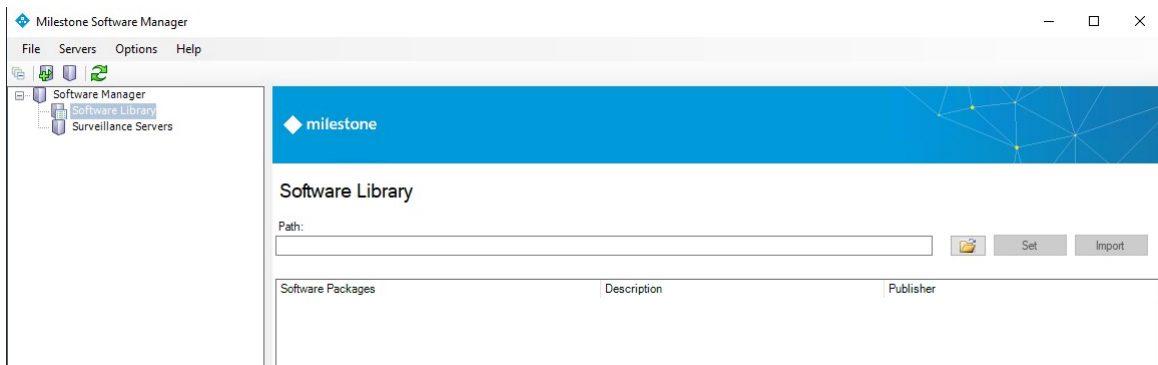 Milestone Software Manager
File Servers Options Help
Software Manager
Software Library
Surveillance Servers
milestone
Software Library
Path:
Set Import
Software Packages Description Publisher